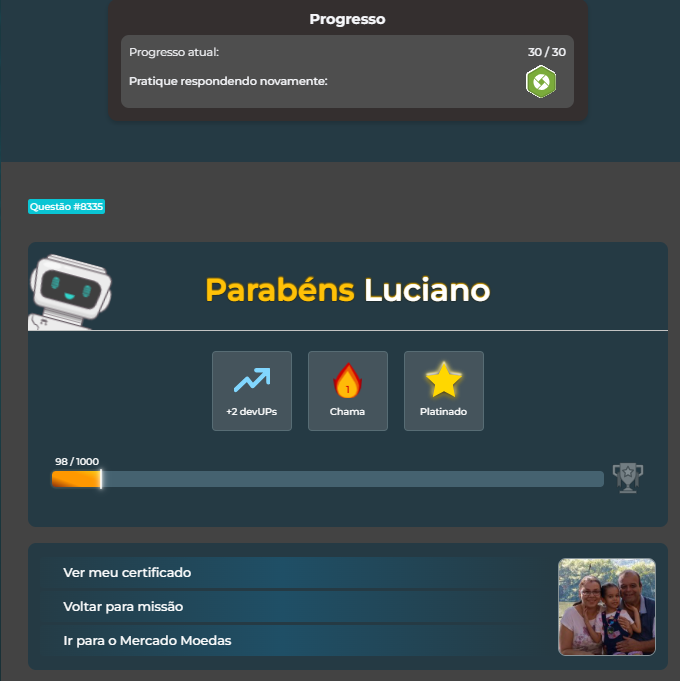 Progresso
Progresso atual: 30 / 30
Pratique respondendo novamente:
Questão #8335
Parabéns Luciano
1
+2 devUPs Chama Platinado
98 / 1000
Ver meu certificado
Voltar para missão
Ir para o Mercado Moedas